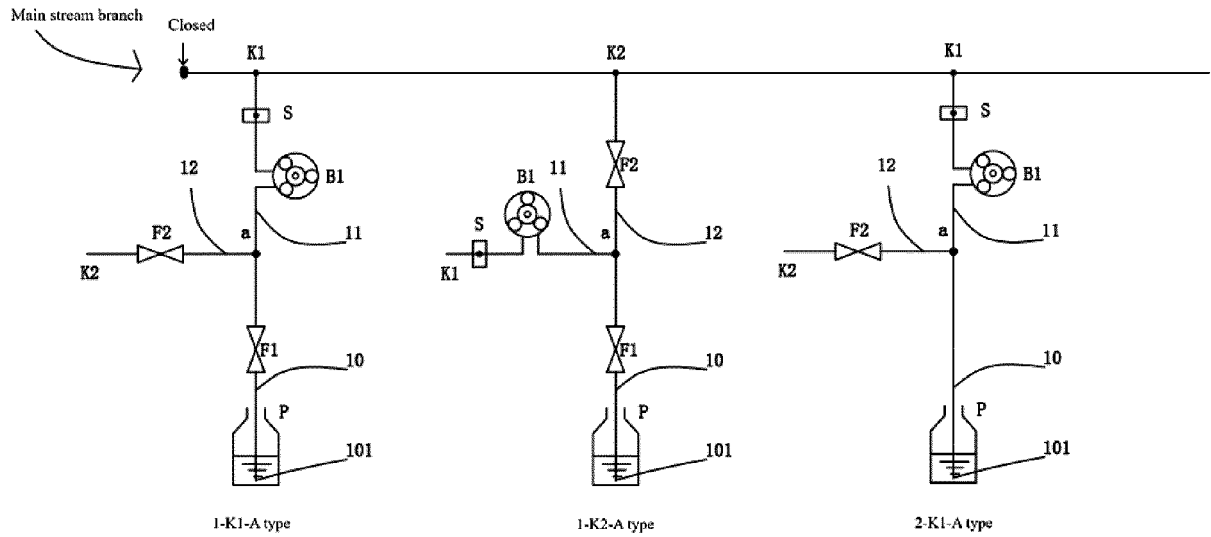 Main stream branch
Closed
K1
K2
K1
S
S
B1
F2
B1
12
11
B1
12
S
F2
a
11
a
12
F2
a
11
K2
K1
K2
F1
F1
10
10
10
P
P
P
101
101
101
1-K1-A type
1-K2-A type
2-K1-A type